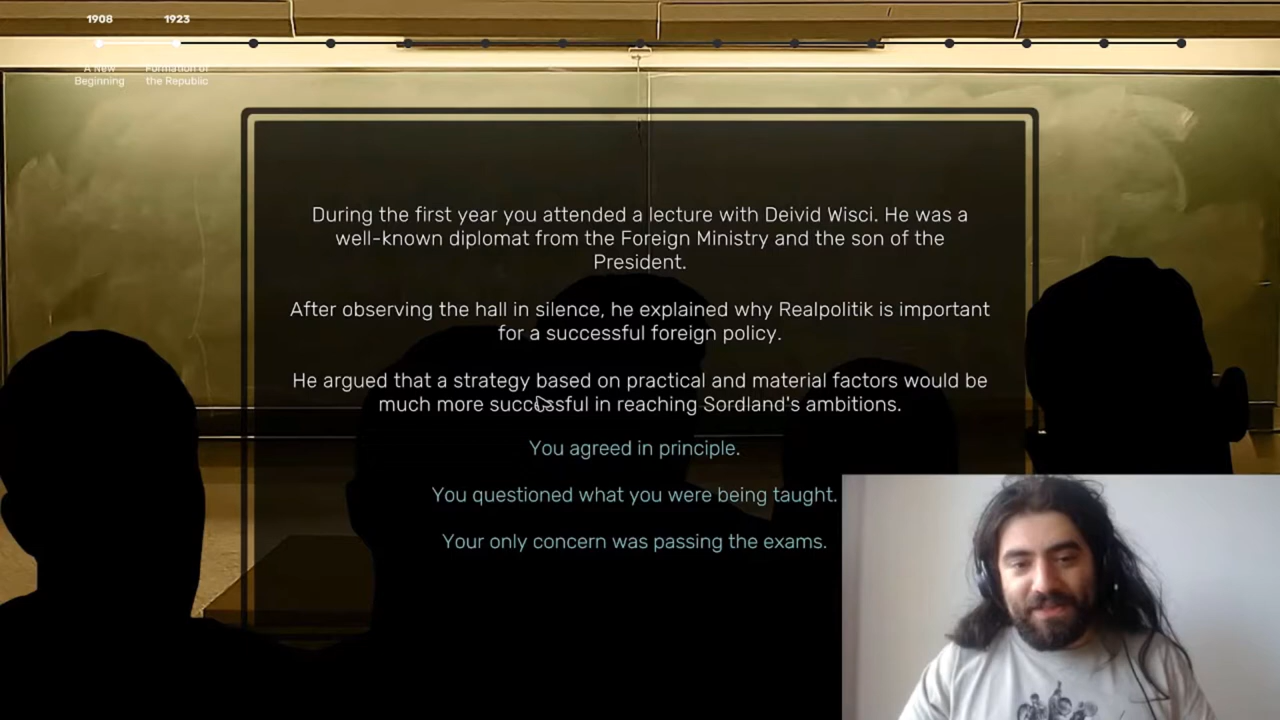 1908 1923
A New Formation of
Beginning the Republic
During the first year you attended a lecture with Deivid Wisci. He was a
well-known diplomat from the Foreign Ministry and the son of the
President.
After observing the hall in silence, he explained why Realpolitik is important
for a successful foreign policy.
He argued that a strategy based on practical and material factors would be
much more successful in reaching Sordland's ambitions.
You agreed in principle.
You questioned what you were being taught.
Your only concern was passing the exams.